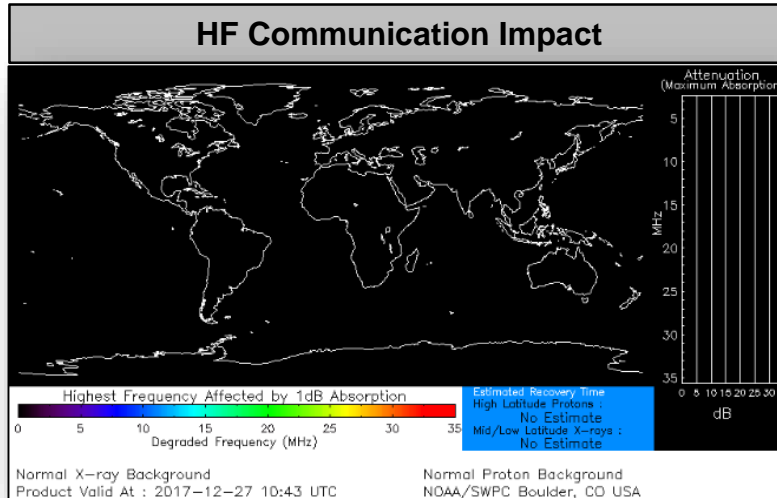 HF Communication Impact
Attenuation
(Maximum Absorption
5
10
15
20
25
30
35
MHz
0 5 10 15 20 25 30
dB
Highest Frequency Affected by 1dB Absorption
0 5 10 15 20 25 30 35
Degraded Frequency (MHz)
Estimated Recovery Time
High Latitude Protons :
No Estimate
Mid/Low Latitude X-rays :
No Estimate
Normal X-ray Background
Product Valid At : 2017-12-27 10:43 UTC
Normal Proton Background
NOAA/SWPC Boulder, CO USA